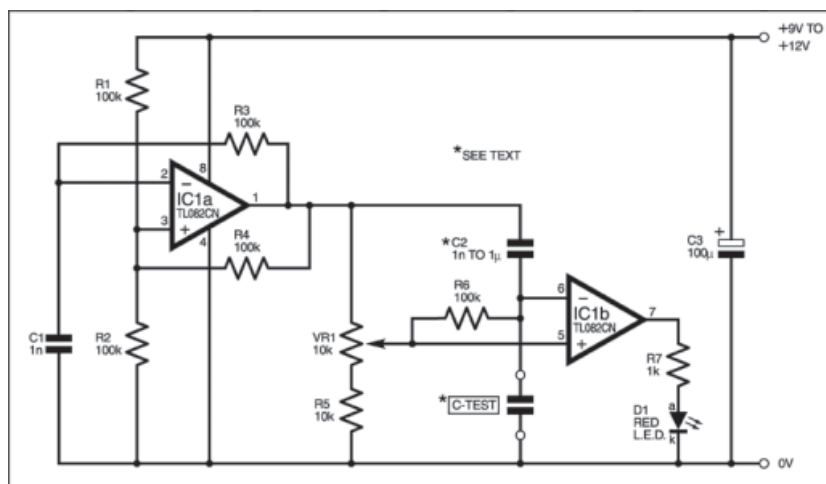 +9V TO
+12V
R1
100k
R3
100k
*SEE TEXT
2
8
−
IC1a
TL082CN
1
3
+
4
R4
100k
*C2
1n TO 1μ
+
C3
100μ
R6
100k
6
−
IC1b
TL082CN
7
5
+
C1
1n
R2
100k
VR1
10k
R7
1k
R5
10k
*C-TEST
D1
RED
L.E.D.
a
k
0V